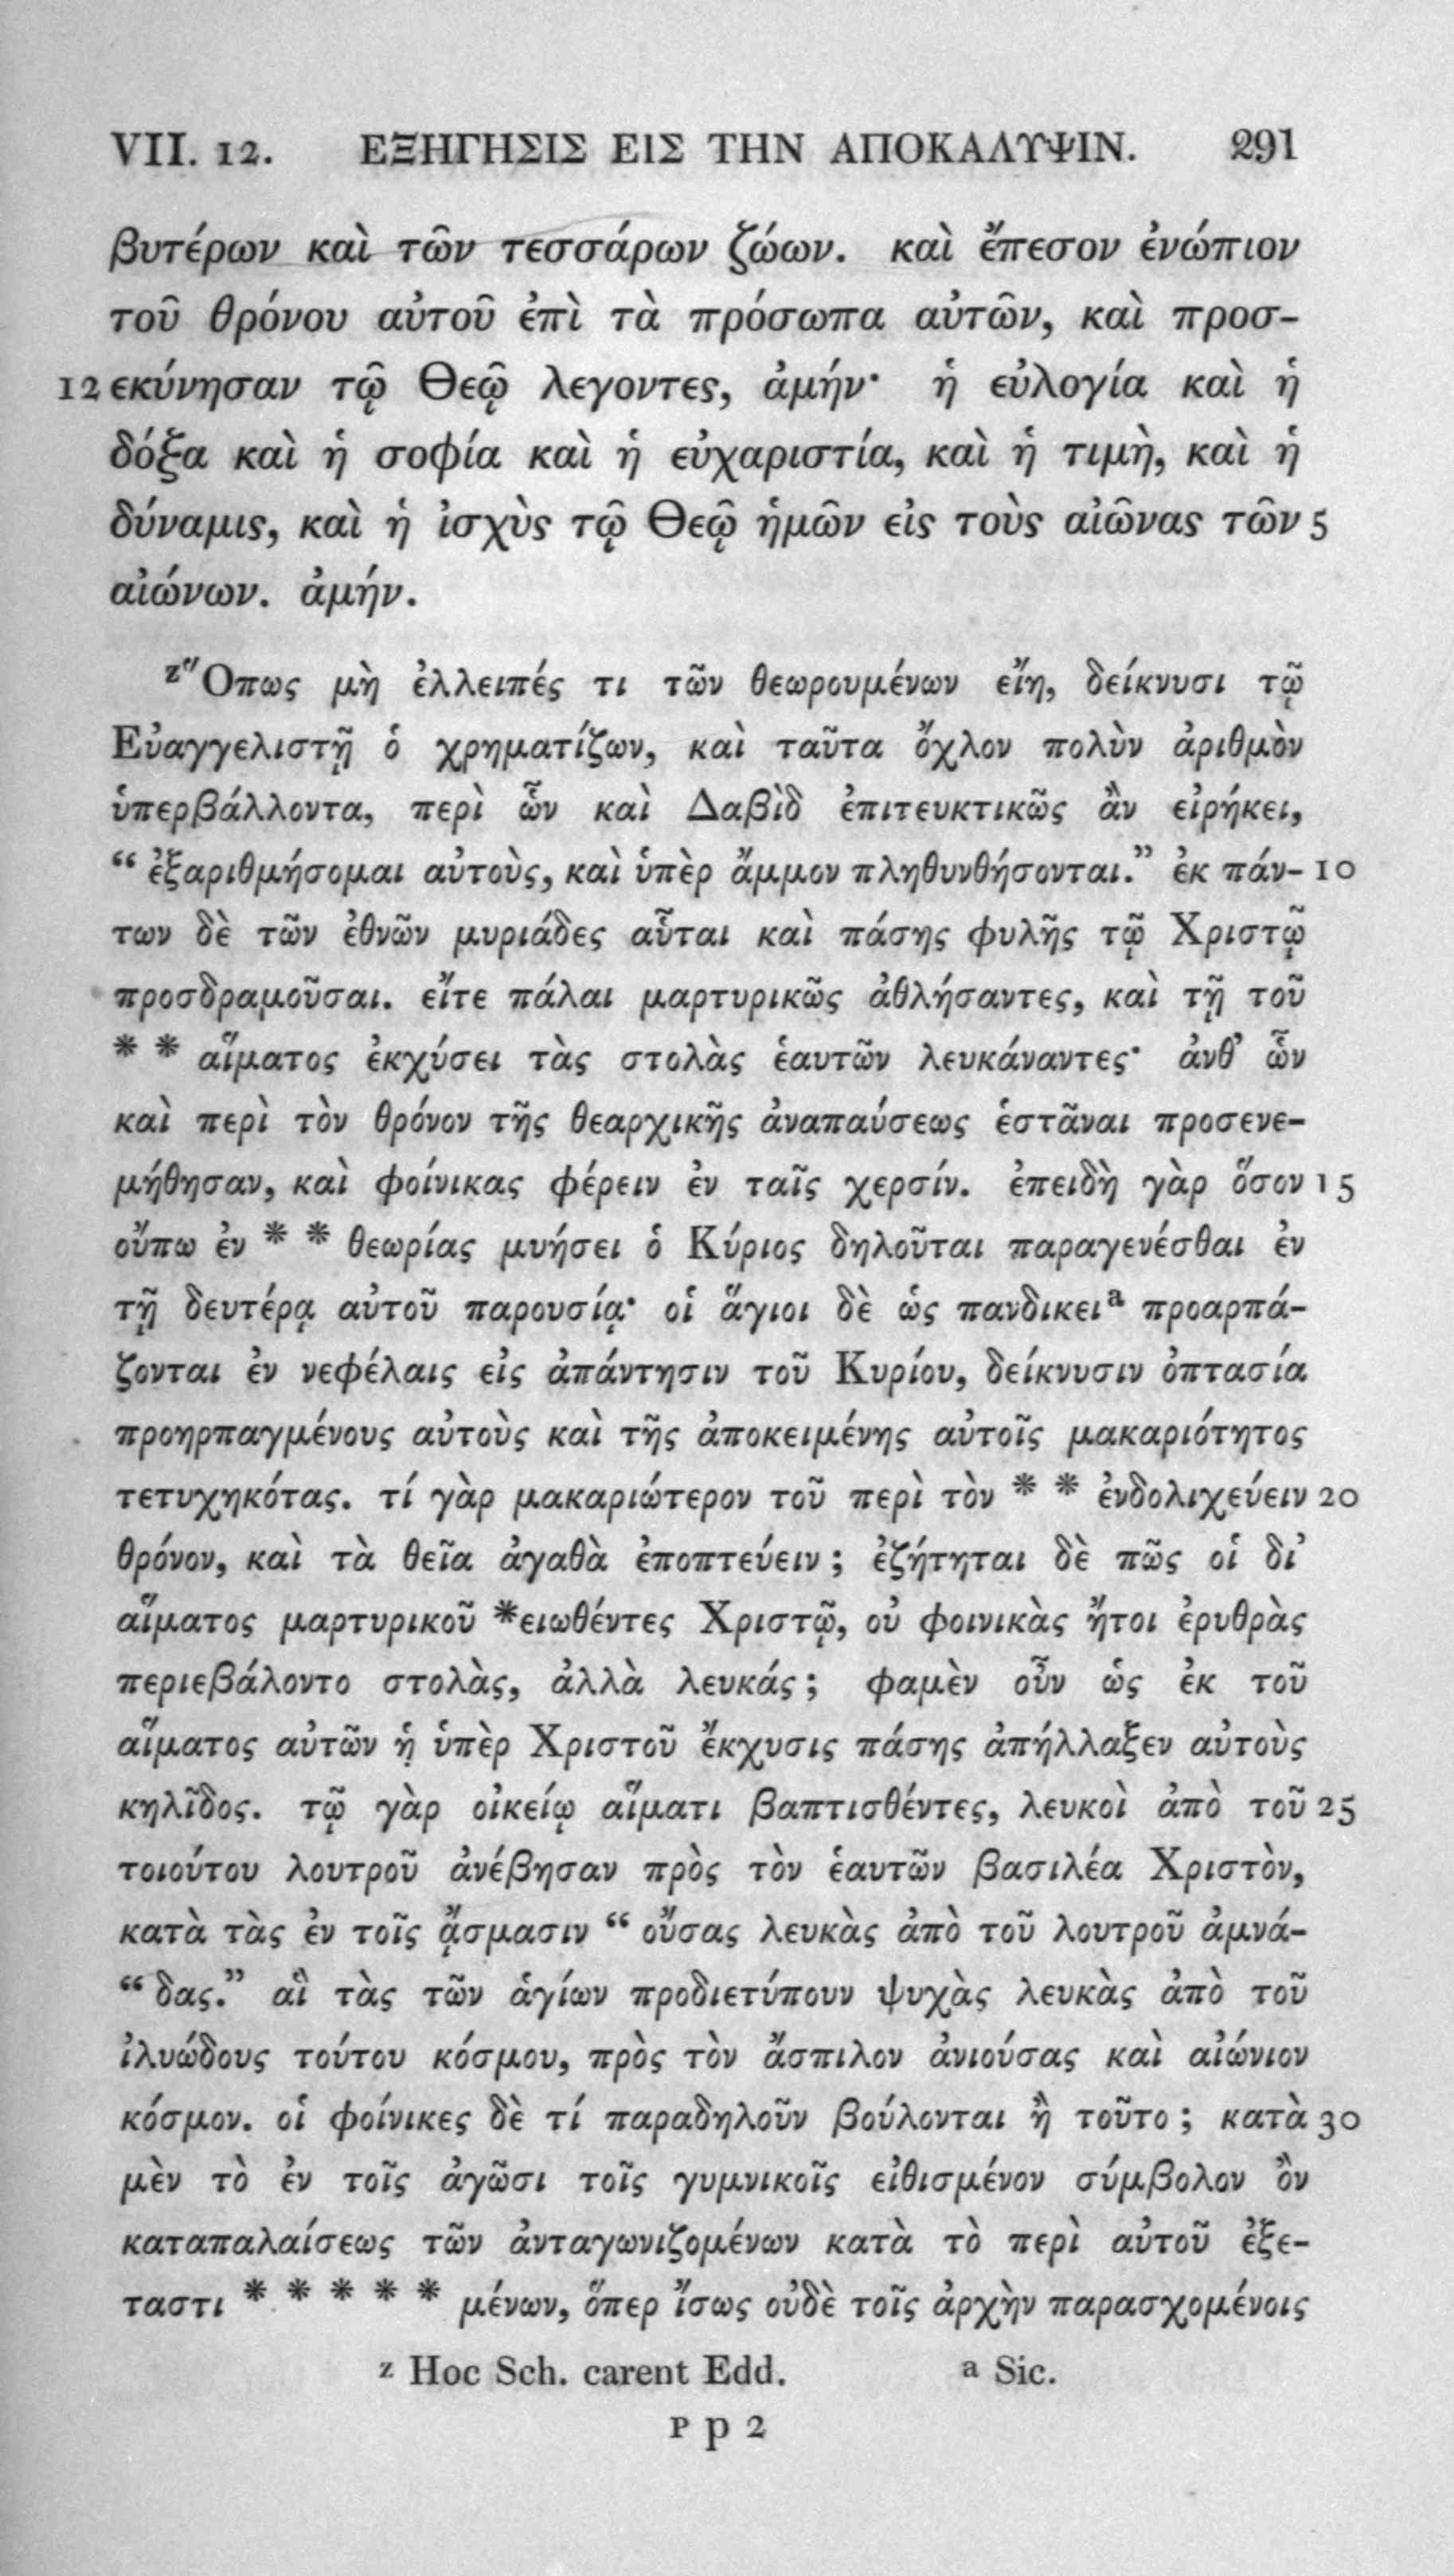 VII. 12. ΕΞΗΓΗΣΙΣ ΕΙΣ ΤΗΝ ΑΠΟΚΑΛΥΨΙΝ. 291
βυτέρων καὶ τῶν τεσσάρων ζώων. καὶ ἔπεσον ἐνώπιον
τοῦ θρόνου αὐτοῦ ἐπὶ τὰ πρόσωπα αὐτῶν, καὶ προσ-
12 εκύνησαν τῷ Θεῷ λεγοντες, ἀμήν· ἡ εὐλογία καὶ ἡ
δόξα καὶ ἡ σοφία καὶ ἡ εὐχαριστία, καὶ ἡ τιμὴ, καὶ ἡ
δύναμις, καὶ ἡ ἰσχὺς τῷ Θεῷ ἡμῶν εἰς τοὺς αἰῶνας τῶν 5
αἰώνων. ἀμήν.
z Ὅπως μὴ ἐλλειπές τι τῶν θεωρουμένων εἴη, δείκνυσι τῷ
Εὐαγγελιστῇ ὁ χρηματίζων, καὶ ταῦτα ὄχλον πολὺν ἀριθμὸν
ὑπερβάλλοντα, περὶ ὧν καὶ Δαβὶδ ἐπιτευκτικῶς ἂν εἰρήκει,
“ ἐξαριθμήσομαι αὐτοὺς, καὶ ὑπὲρ ἄμμον πληθυνθήσονται.” ἐκ πάν- 10
των δὲ τῶν ἐθνῶν μυριάδες αὗται καὶ πάσης φυλῆς τῷ Χριστῷ
προσδραμοῦσαι. εἴτε πάλαι μαρτυρικῶς ἀθλήσαντες, καὶ τῇ τοῦ
* * αἵματος ἐκχύσει τὰς στολὰς ἑαυτῶν λευκάναντες· ἀνθ’ ὧν
καὶ περὶ τὸν θρόνον τῆς θεαρχικῆς ἀναπαύσεως ἑστᾶναι προσενε-
μήθησαν, καὶ φοίνικας φέρειν ἐν ταῖς χερσίν. ἐπειδὴ γὰρ ὅσον 15
οὔπω ἐν * * θεωρίας μυήσει ὁ Κύριος δηλοῦται παραγενέσθαι ἐν
τῇ δευτέρᾳ αὐτοῦ παρουσίᾳ· οἱ ἅγιοι δὲ ὡς πανδικει a προαρπά-
ζονται ἐν νεφέλαις εἰς ἀπάντησιν τοῦ Κυρίου, δείκνυσιν ὀπτασία
προηρπαγμένους αὐτοὺς καὶ τῆς ἀποκειμένης αὐτοῖς μακαριότητος
τετυχηκότας. τί γὰρ μακαριώτερον τοῦ περὶ τὸν * * ἐνδολιχεύειν 20
θρόνον, καὶ τὰ θεῖα ἀγαθὰ ἐποπτεύειν ; ἐζήτηται δὲ πῶς οἱ δι’
αἵματος μαρτυρικοῦ *ειωθέντες Χριστῷ, οὐ φοινικὰς ἤτοι ἐρυθρὰς
περιεβάλοντο στολὰς, ἀλλὰ λευκάς ; φαμὲν οὖν ὡς ἐκ τοῦ
αἵματος αὐτῶν ἡ ὑπὲρ Χριστοῦ ἔκχυσις πάσης ἀπήλλαξεν αὐτοὺς
κηλῖδος. τῷ γὰρ οἰκείῳ αἵματι βαπτισθέντες, λευκοὶ ἀπὸ τοῦ 25
τοιούτου λουτροῦ ἀνέβησαν πρὸς τὸν ἑαυτῶν βασιλέα Χριστὸν,
κατὰ τὰς ἐν τοῖς ᾄσμασιν “ οὔσας λευκὰς ἀπὸ τοῦ λουτροῦ ἀμνά-
“ δας.” αἳ τὰς τῶν ἁγίων προδιετύπουν ψυχὰς λευκὰς ἀπὸ τοῦ
ἰλυώδους τούτου κόσμου, πρὸς τὸν ἄσπιλον ἀνιούσας καὶ αἰώνιον
κόσμον. οἱ φοίνικες δὲ τί παραδηλοῦν βούλονται ἢ τοῦτο ; κατὰ 30
μὲν τὸ ἐν τοῖς ἀγῶσι τοῖς γυμνικοῖς εἰθισμένον σύμβολον ὂν
καταπαλαίσεως τῶν ἀνταγωνιζομένων κατὰ τὸ περὶ αὐτοῦ ἐξε-
ταστι * * * * * μένων, ὅπερ ἴσως οὐδὲ τοῖς ἀρχὴν παρασχομένοις
z Hoc Sch. carent Edd. a Sic.
P p 2